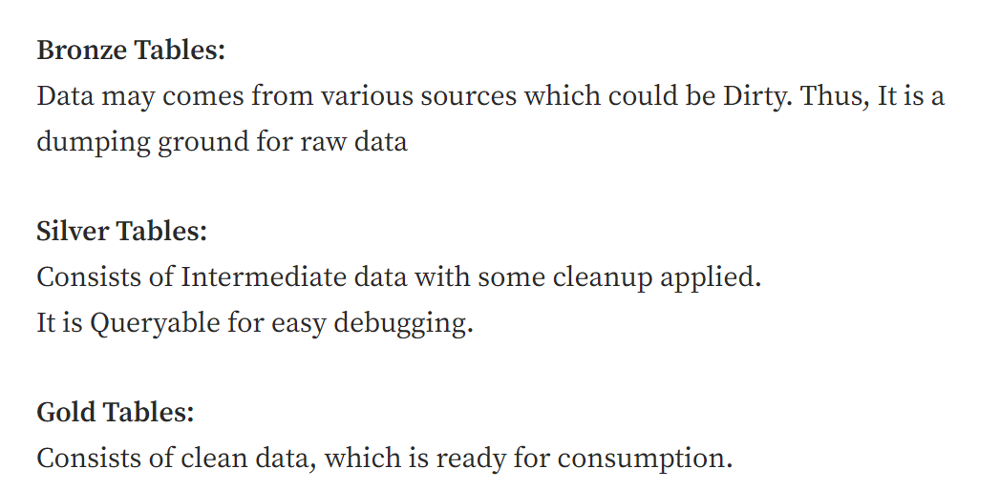 Bronze Tables:
Data may comes from various sources which could be Dirty. Thus, It is a
dumping ground for raw data
Silver Tables:
Consists of Intermediate data with some cleanup applied.
It is Queryable for easy debugging.
Gold Tables:
Consists of clean data, which is ready for consumption.